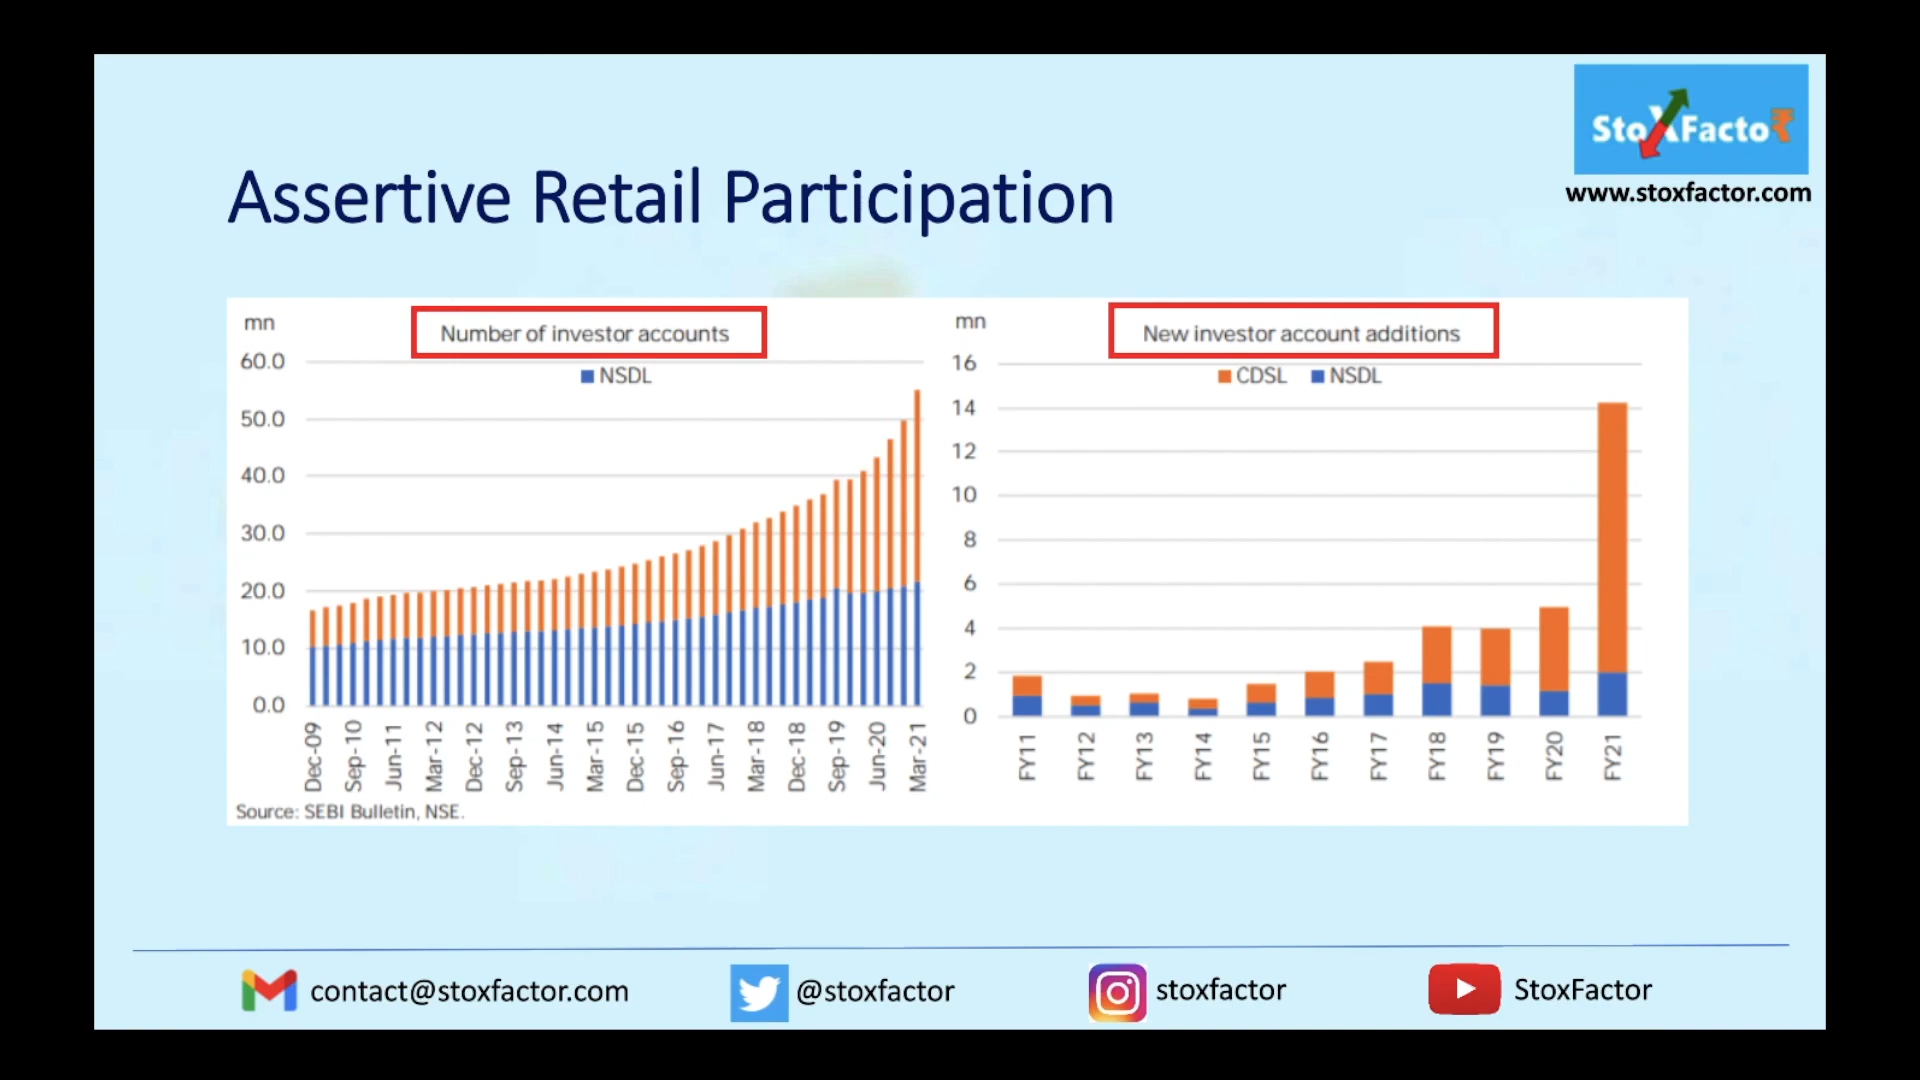 StoXFacto₹
www.stoxfactor.com
Assertive Retail Participation
mn
Number of investor accounts
NSDL
60.0
50.0
40.0
30.0
20.0
10.0
0.0
Dec-09
Sep-10
Jun-11
Mar-12
Dec-12
Sep-13
Jun-14
Mar-15
Dec-15
Sep-16
Jun-17
Mar-18
Dec-18
Sep-19
Jun-20
Mar-21
Source: SEBI Bulletin, NSE.
mn
New investor account additions
CDSL NSDL
16
14
12
10
8
6
4
2
0
FY11
FY12
FY13
FY14
FY15
FY16
FY17
FY18
FY19
FY20
FY21
contact@stoxfactor.com
@stoxfactor
stoxfactor
StoxFactor